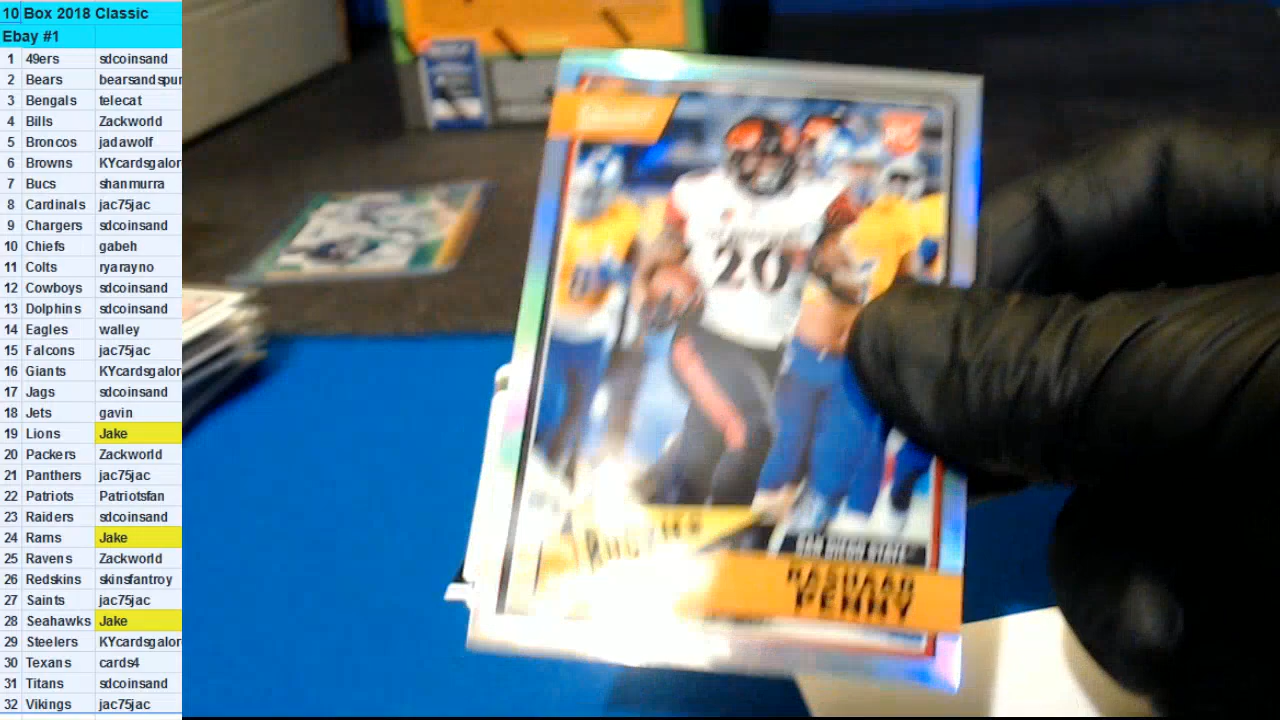 10 Box 2018 Classic
Ebay #1
1 49ers sdcoinsand
2 Bears bearsandspur
3 Bengals telecat
4 Bills Zackworld
5 Broncos jadawolf
6 Browns KYcardsgalor
7 Bucs shanmurra
8 Cardinals jac75jac
9 Chargers sdcoinsand
10 Chiefs gabeh
11 Colts ryarayno
12 Cowboys sdcoinsand
13 Dolphins sdcoinsand
14 Eagles walley
15 Falcons jac75jac
16 Giants KYcardsgalor
17 Jags sdcoinsand
18 Jets gavin
19 Lions Jake
20 Packers Zackworld
21 Panthers jac75jac
22 Patriots Patriotsfan
23 Raiders sdcoinsand
24 Rams Jake
25 Ravens Zackworld
26 Redskins skinsfantroy
27 Saints jac75jac
28 Seahawks Jake
29 Steelers KYcardsgalor
30 Texans cards4
31 Titans sdcoinsand
32 Vikings jac75jac
RC
20
SAN DIEGO STATE
RASHAAD
PENNY